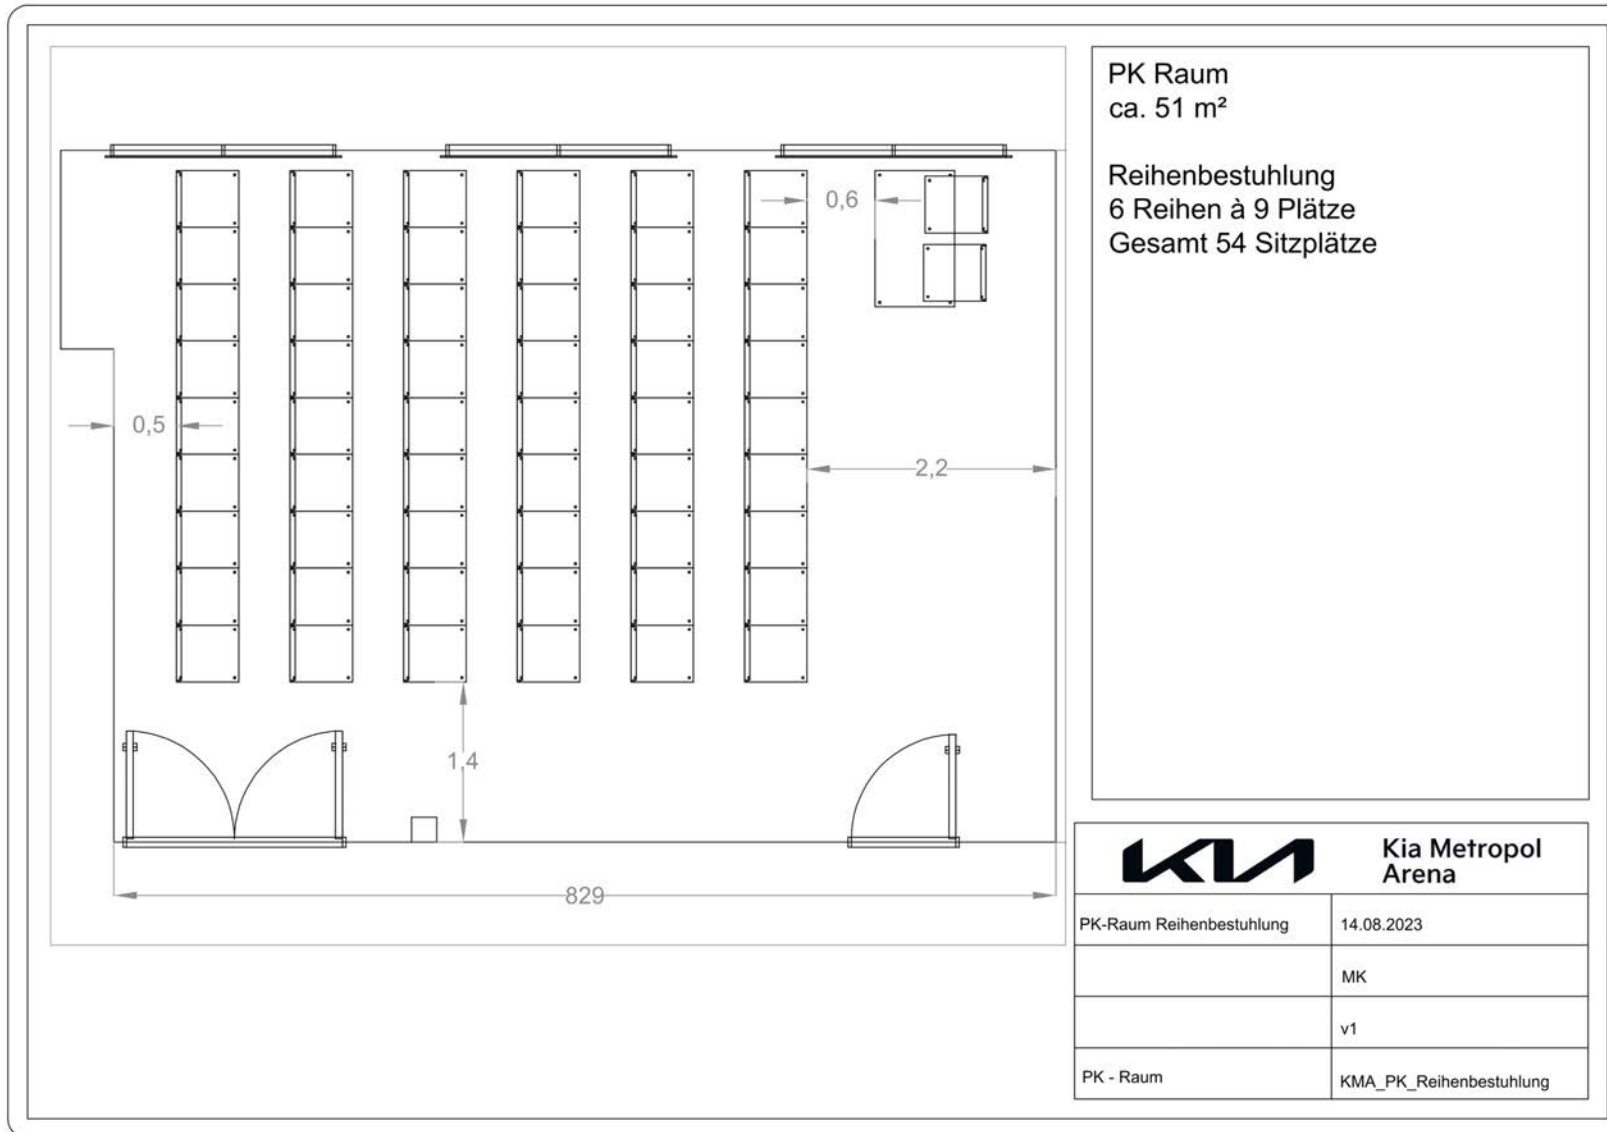 PK Raum
ca. 51 m²
Reihenbestuhlung
6 Reihen à 9 Plätze
Gesamt 54 Sitzplätze
0,6
0,5
2,2
1,4
829
KIA
Kia Metropol
Arena
PK-Raum Reihenbestuhlung
14.08.2023
MK
v1
PK - Raum
KMA_PK_Reihenbestuhlung